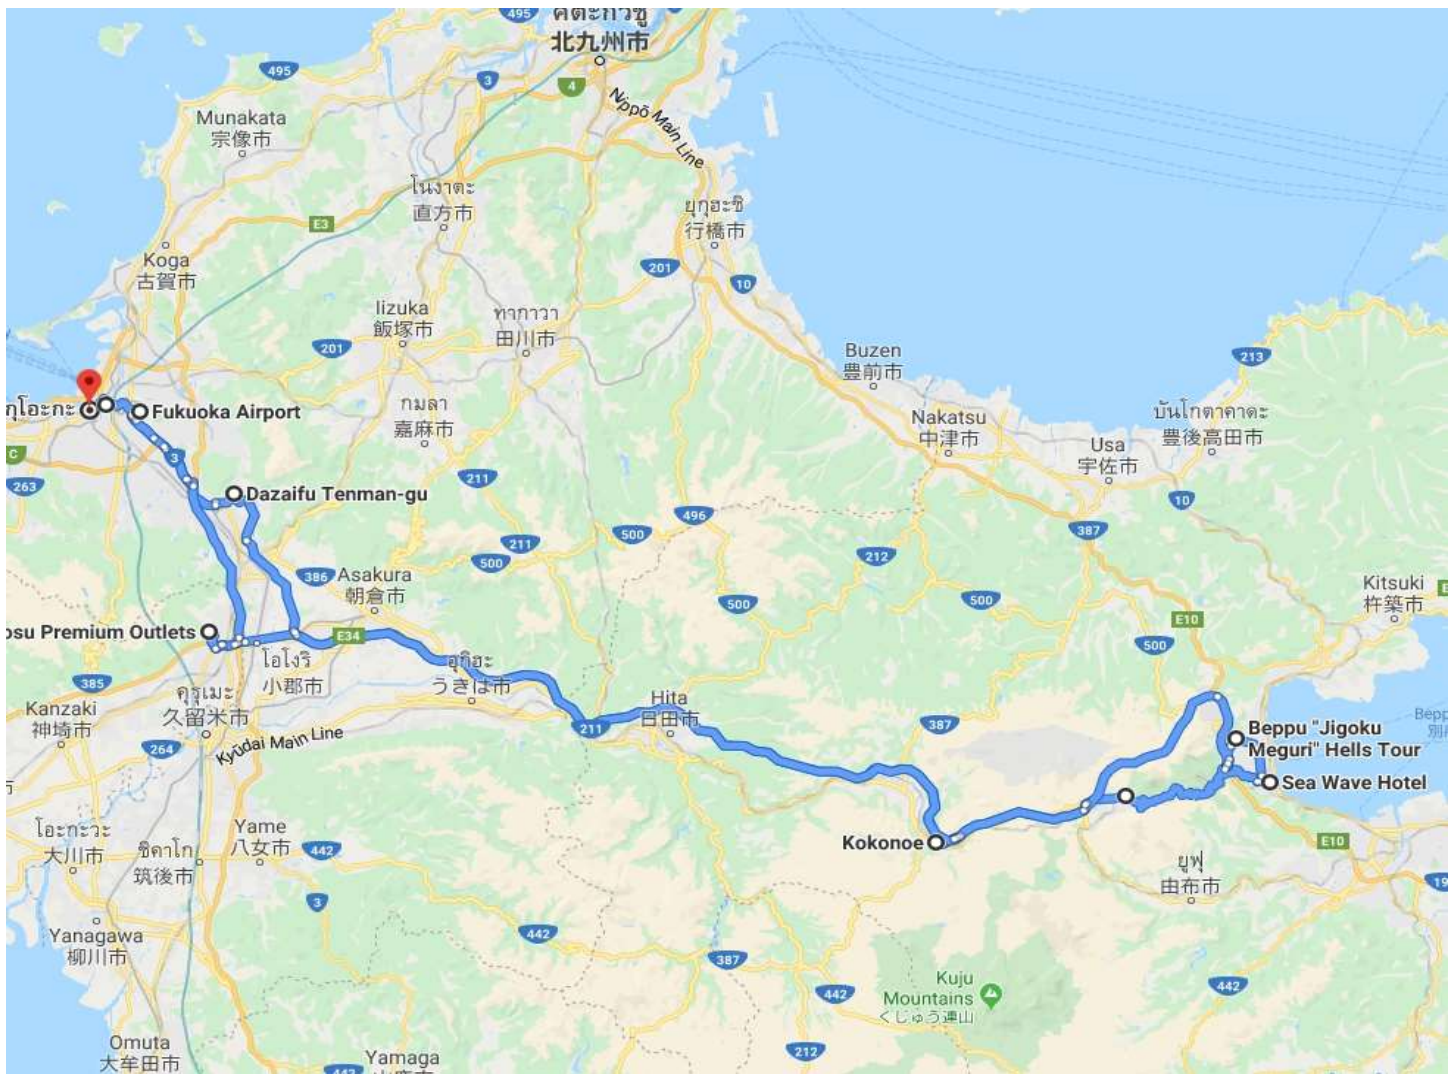 495
คิตะกิวชู
北九州市
495
3
4
Nippō Main Line
Munakata
宗像市
โนงาตะ
直方市
ยุกุฮะชิ
行橋市
E3
Koga
古賀市
201
10
Iizuka
飯塚市
ทากาวา
田川市
201
Buzen
豊前市
213
กุโอะกะ
Fukuoka Airport
กมลา
嘉麻市
Nakatsu
中津市
บันโกตาคาดะ
豊後高田市
Usa
宇佐市
C
3
263
211
Dazaifu Tenman-gu
10
496
387
500
211
212
500
500
386
Asakura
朝倉市
500
500
Kitsuki
杵築市
E10
osu Premium Outlets
E34
500
โอโงริ
小郡市
385
อุกิฮะ
うきは市
คุรุเมะ
久留米市
Kanzaki
神埼市
Hita
日田市
211
387
Kyūdai Main Line
264
Beppu "Jigoku
Meguri" Hells Tour
Bepp
Sea Wave Hotel
โอะกะวะ
大川市
ชิคาโก
筑後市
Yame
八女市
442
Kokonoe
E10
ยูฟุ
由布市
19
3
Yanagawa
柳川市
442
387
Kuju
Mountains
くじゅう連山
442
442
Omuta
大牟田市
Yamaga
212
442